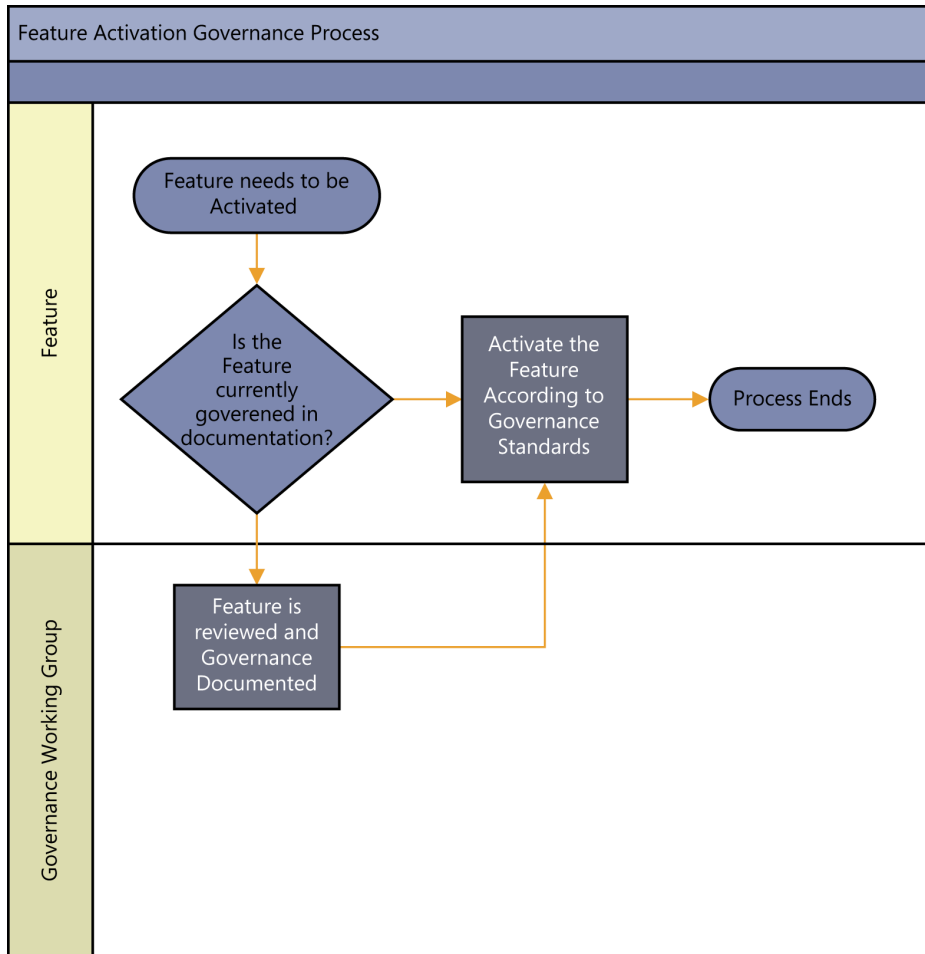 Feature Activation Governance Process
Feature
Feature needs to be
Activated
Is the
Feature
currently
goverened in
documentation?
Activate the
Feature
According to
Governance
Standards
Process Ends
Governance Working Group
Feature is
reviewed and
Governance
Documented